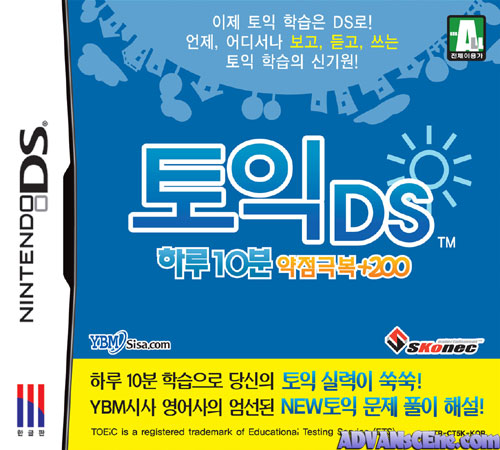 이제 토익 학습은 DS로!
언제, 어디서나 보고, 듣고, 쓰는
토익 학습의 신기원!
A
전체이용가
NINTENDO DS
토익 DS™
하루 10분 약점극복+200
YBM Sisa.com
SKonec
하루 10분 학습으로 당신의 토익 실력이 쑥쑥!
YBM시사 영어사의 엄선된 NEW토익 문제 풀이 해설!
TOEIC is a registered trademark of Educational Testing Service (ETS)
TR-CT5K-KOR
ADVANsCEne.com
한글판